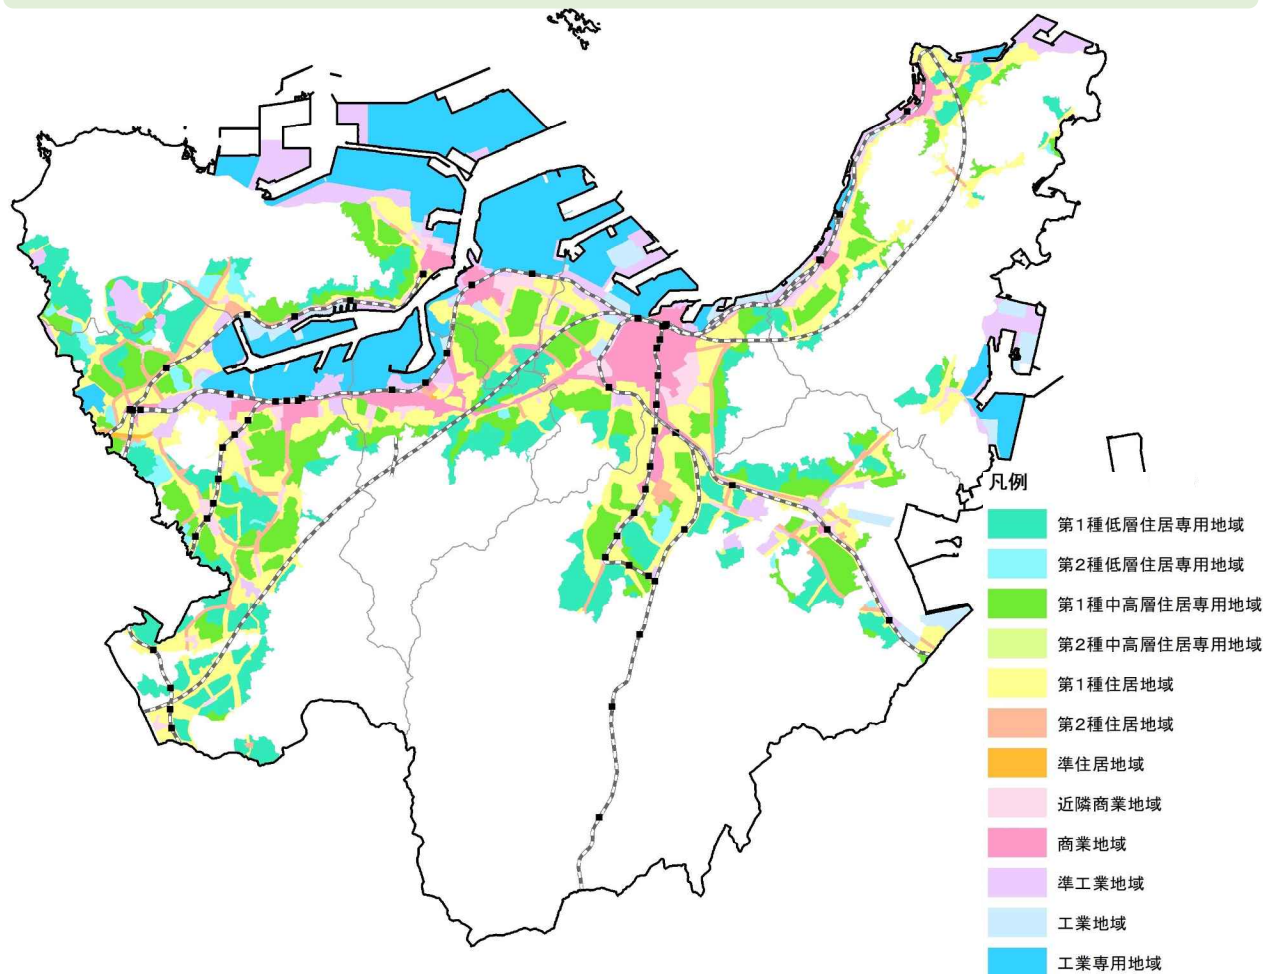 凡例
第1種低層住居専用地域
第2種低層住居専用地域
第1種中高層住居専用地域
第2種中高層住居専用地域
第1種住居地域
第2種住居地域
準住居地域
近隣商業地域
商業地域
準工業地域
工業地域
工業専用地域